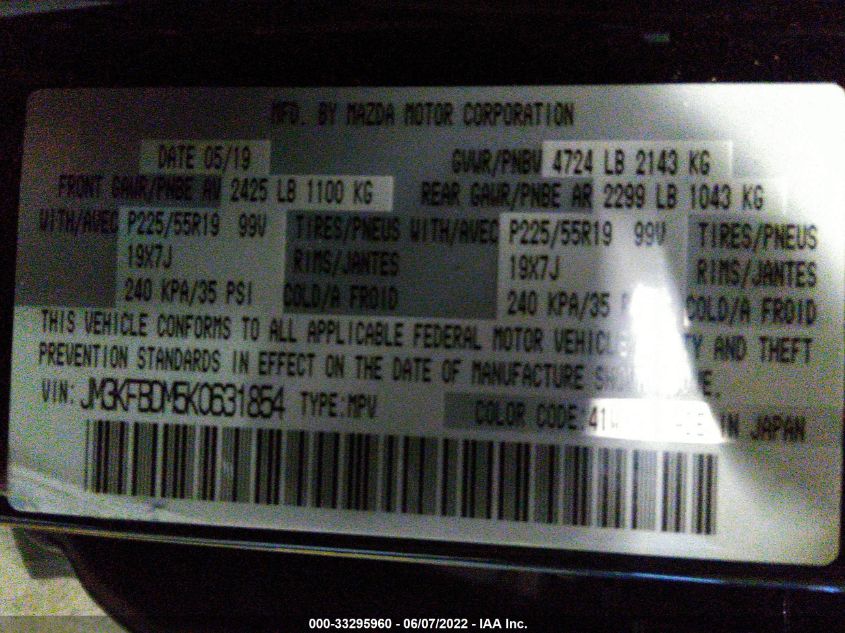 MFD. BY MAZDA MOTOR CORPORATION
DATE 05/19 GVWR/PNBV 4724 LB 2143 KG
FRONT GAWR/PNBE AV 2425 LB 1100 KG REAR GAWR/PNBE AR 2299 LB 1043 KG
WITH/AVEC P225/55R19 99V TIRES/PNEUS WITH/AVEC P225/55R19 99V TIRES/PNEUS
19X7J RIMS/JANTES 19X7J RIMS/JANTES
240 KPA/35 PSI COLD/A FROID 240 KPA/35 COLD/A FROID
THIS VEHICLE CONFORMS TO ALL APPLICABLE FEDERAL MOTOR VEHICLE AND THEFT
PREVENTION STANDARDS IN EFFECT ON THE DATE OF MANUFACTURE
VIN: JM3KFBDM5K0631854 TYPE:MPV COLOR CODE: IN JAPAN
000-33295960 - 06/07/2022 - IAA Inc.